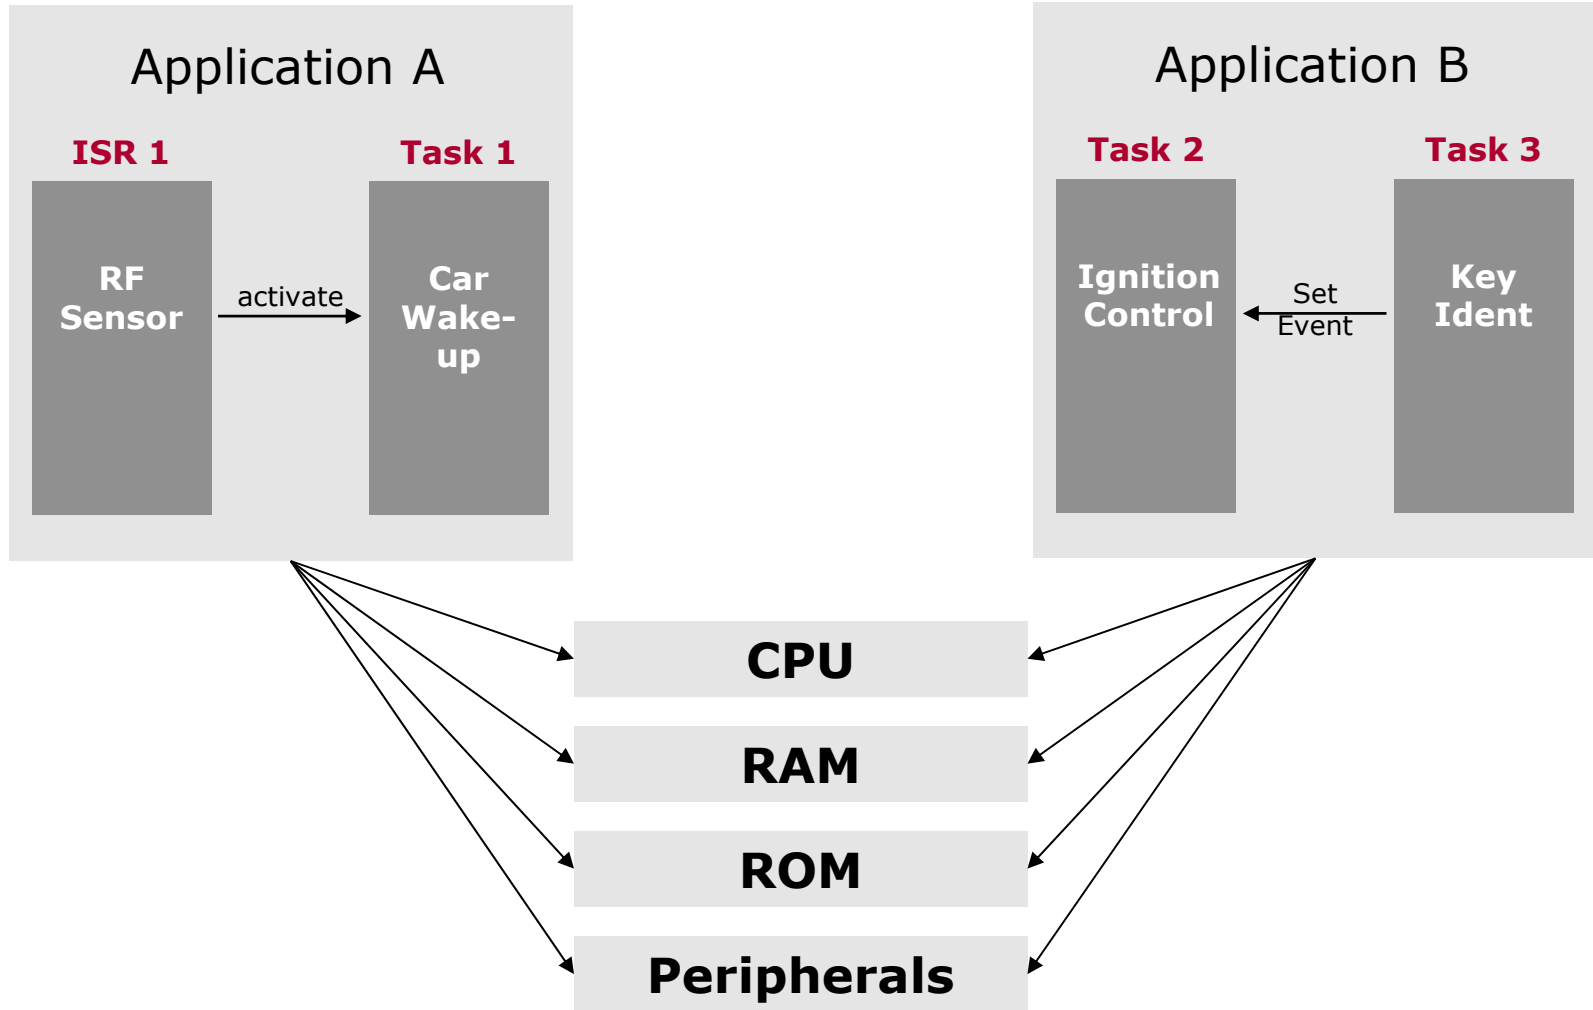 Application A
ISR 1
Task 1
RF
Sensor
activate
Car
Wake-
up
Application B
Task 2
Task 3
Ignition
Control
Set
Event
Key
Ident
CPU
RAM
ROM
Peripherals